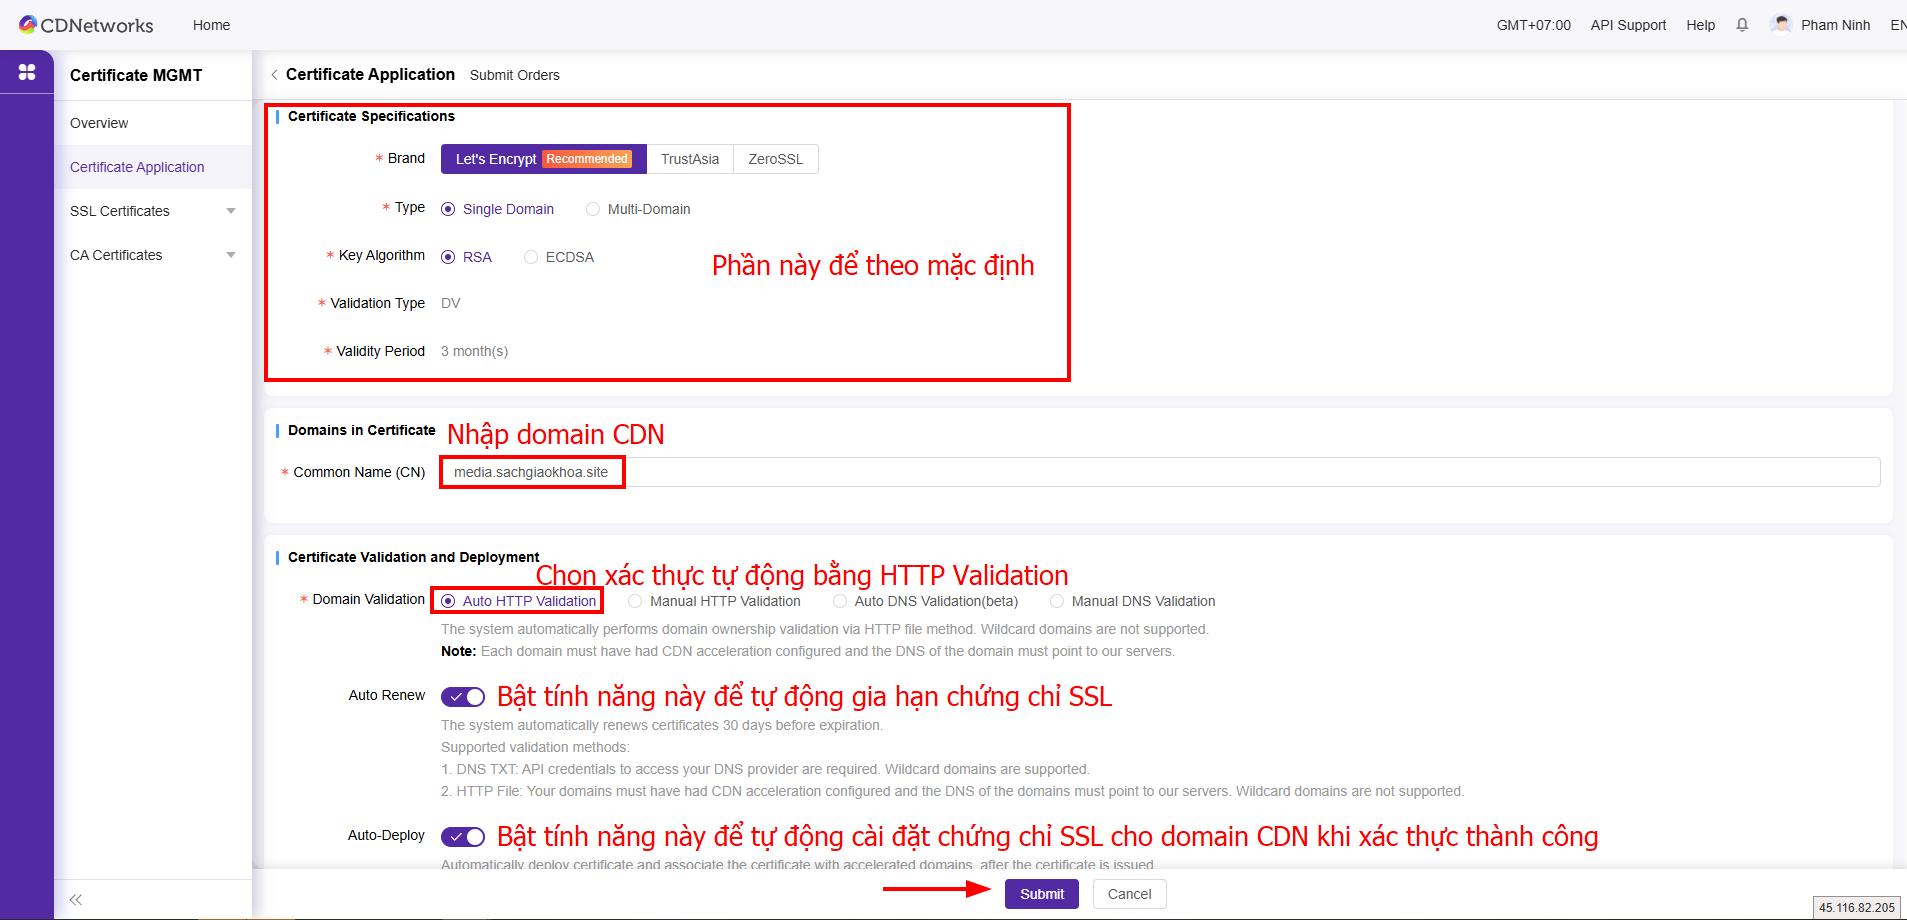 CDNetworks Home GMT+07:00 API Support Help Pham Ninh EN
Certificate MGMT
Certificate Application Submit Orders
Overview
Certificate Application
SSL Certificates
CA Certificates
Certificate Specifications
* Brand Let's Encrypt Recommended TrustAsia ZeroSSL
* Type Single Domain Multi-Domain
* Key Algorithm RSA ECDSA
Phần này để theo mặc định
* Validation Type DV
* Validity Period 3 month(s)
Domains in Certificate Nhập domain CDN
* Common Name (CN) media.sachgiaokhoa.site
Certificate Validation and Deployment
Chọn xác thực tự động bằng HTTP Validation
* Domain Validation Auto HTTP Validation Manual HTTP Validation Auto DNS Validation(beta) Manual DNS Validation
The system automatically performs domain ownership validation via HTTP file method. Wildcard domains are not supported.
Note: Each domain must have had CDN acceleration configured and the DNS of the domain must point to our servers.
Auto Renew Bật tính năng này để tự động gia hạn chứng chỉ SSL
The system automatically renews certificates 30 days before expiration.
Supported validation methods:
1. DNS TXT: API credentials to access your DNS provider are required. Wildcard domains are supported.
2. HTTP File: Your domains must have had CDN acceleration configured and the DNS of the domains must point to our servers. Wildcard domains are not supported.
Auto-Deploy Bật tính năng này để tự động cài đặt chứng chỉ SSL cho domain CDN khi xác thực thành công
Automatically deploy certificate and associate the certificate with accelerated domains after the certificate is issued
Submit Cancel
45.116.82.205